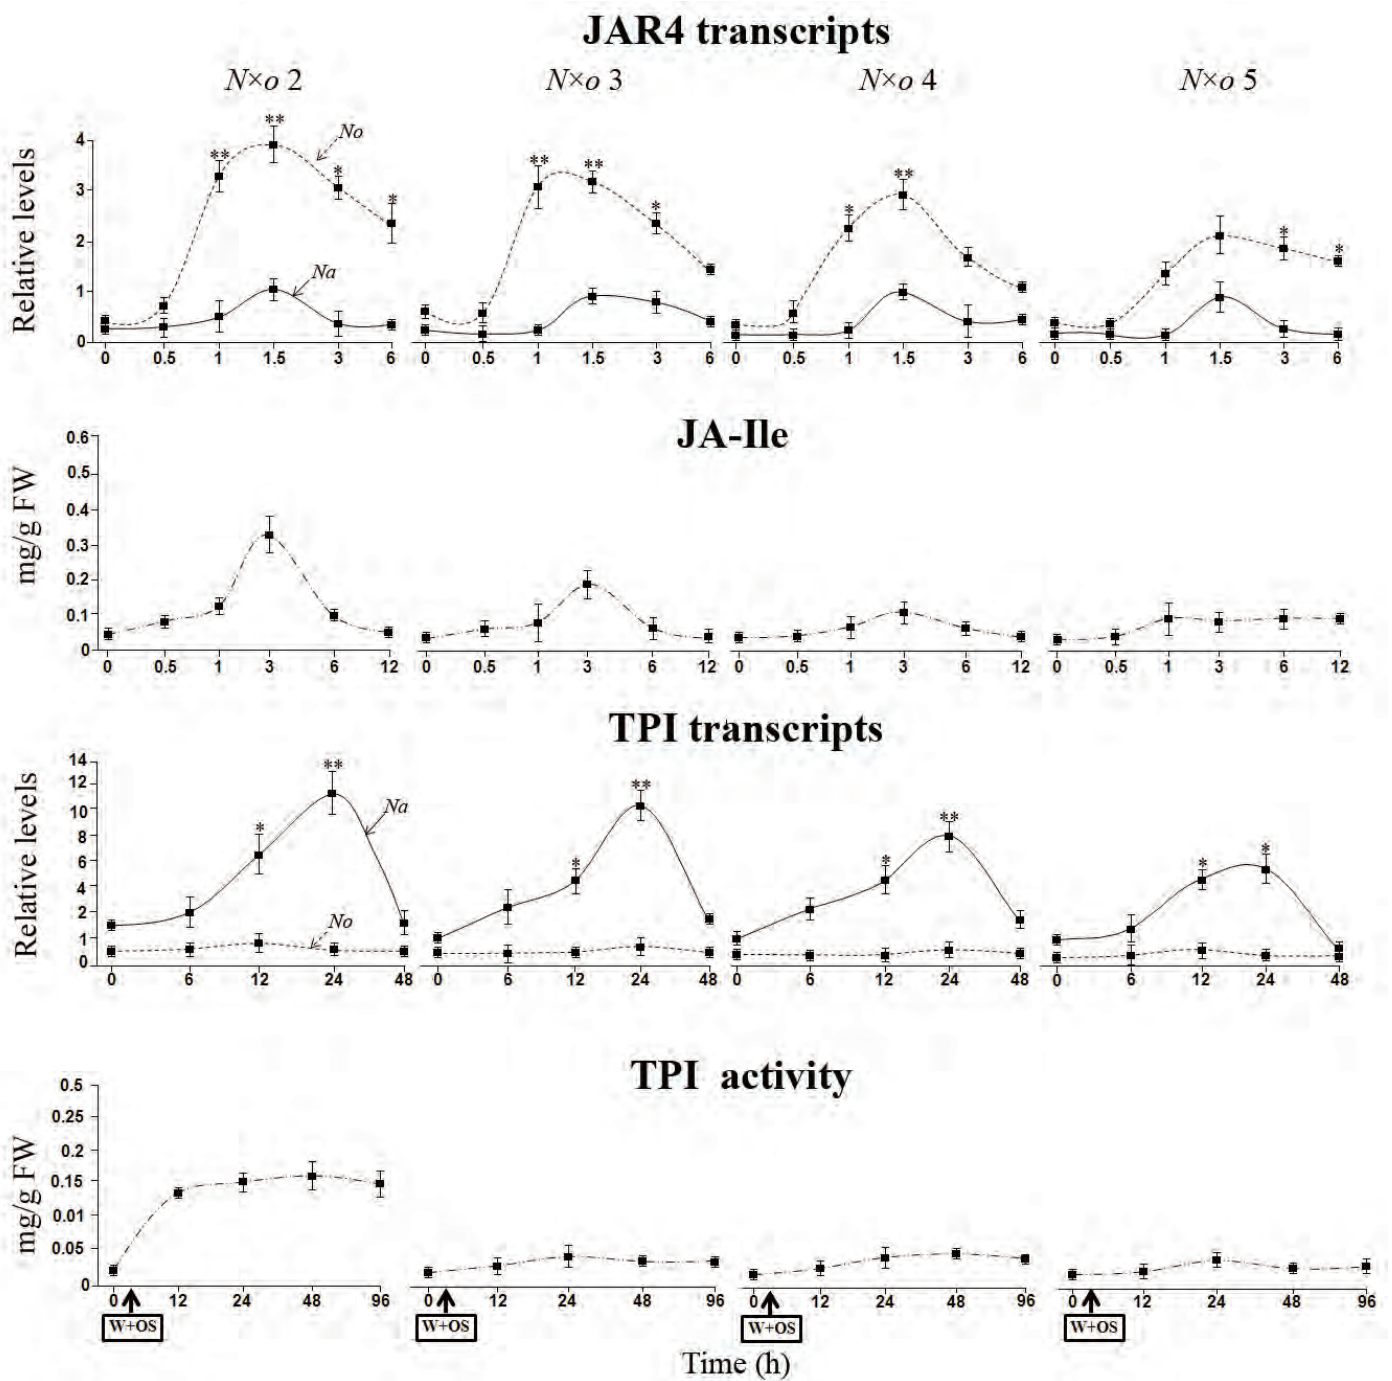 JAR4 transcripts
N×o 2 N×o 3 N×o 4 N×o 5
Relative levels
4
3
2
1
0
** ** * * No Na
** ** *
* **
* *
0 0.5 1 1.5 3 6
0 0.5 1 1.5 3 6
0 0.5 1 1.5 3 6
0 0.5 1 1.5 3 6
JA-Ile
mg/g FW
0.6
0.5
0.4
0.3
0.2
0.1
0
0 0.5 1 3 6 12
0 0.5 1 3 6 12
0 0.5 1 3 6 12
0 0.5 1 3 6 12
TPI transcripts
Relative levels
14
12
10
8
6
4
2
1
0
* ** Na No
* **
* **
* *
0 6 12 24 48
0 6 12 24 48
0 6 12 24 48
0 6 12 24 48
TPI activity
mg/g FW
0.5
0.25
0.2
0.15
0.01
0.05
0
0 12 24 48 96
0 12 24 48 96
0 12 24 48 96
0 12 24 48 96
W+OS W+OS W+OS W+OS
Time (h)